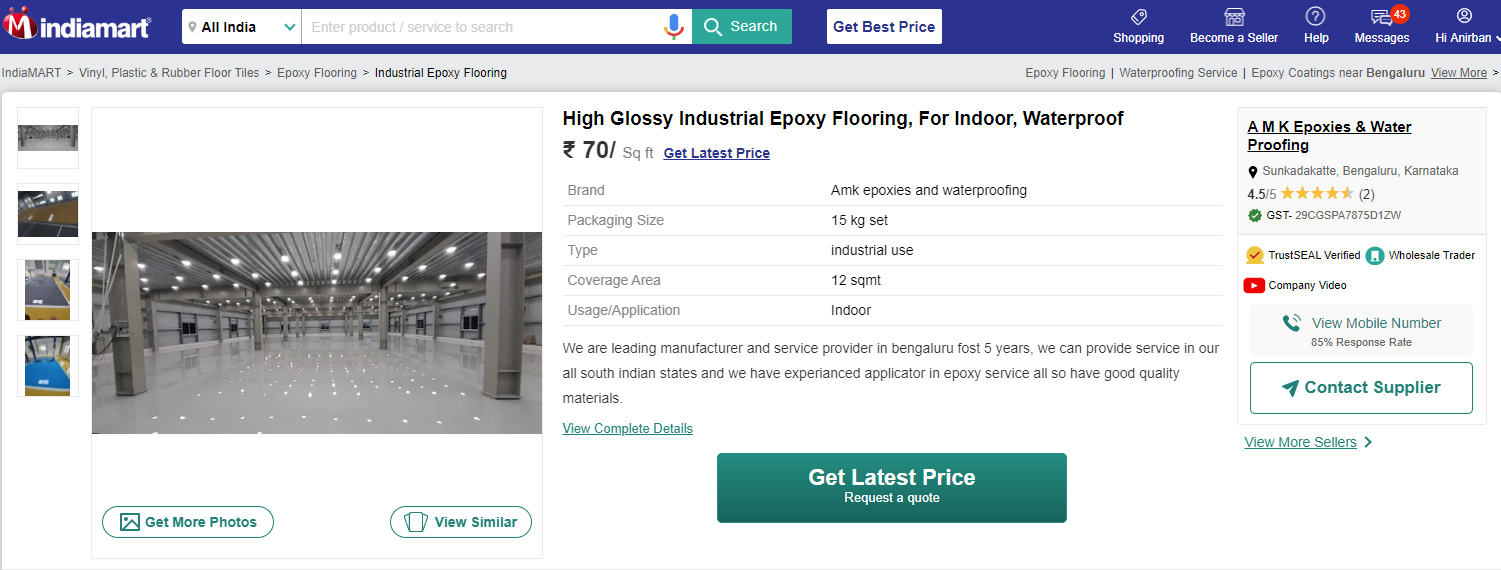 indiamart
All India
Enter product / service to search
Search
Get Best Price
Shopping
Become a Seller
Help
43
Messages
Hi Anirban
IndiaMART > Vinyl, Plastic & Rubber Floor Tiles > Epoxy Flooring > Industrial Epoxy Flooring
Epoxy Flooring | Waterproofing Service | Epoxy Coatings near Bengaluru View More >
High Glossy Industrial Epoxy Flooring, For Indoor, Waterproof
₹ 70/ Sq ft Get Latest Price
Brand Amk epoxies and waterproofing
Packaging Size 15 kg set
Type industrial use
Coverage Area 12 sqmt
Usage/Application Indoor
We are leading manufacturer and service provider in bengaluru fost 5 years, we can provide service in our
all south indian states and we have experianced applicator in epoxy service all so have good quality
materials.
View Complete Details
Get Latest Price
Request a quote
Get More Photos
View Similar
A M K Epoxies & Water
Proofing
Sunkadakatte, Bengaluru, Karnataka
4.5/5 (2)
GST- 29CGSPA7875D1ZW
TrustSEAL Verified
Wholesale Trader
Company Video
View Mobile Number
85% Response Rate
Contact Supplier
View More Sellers >